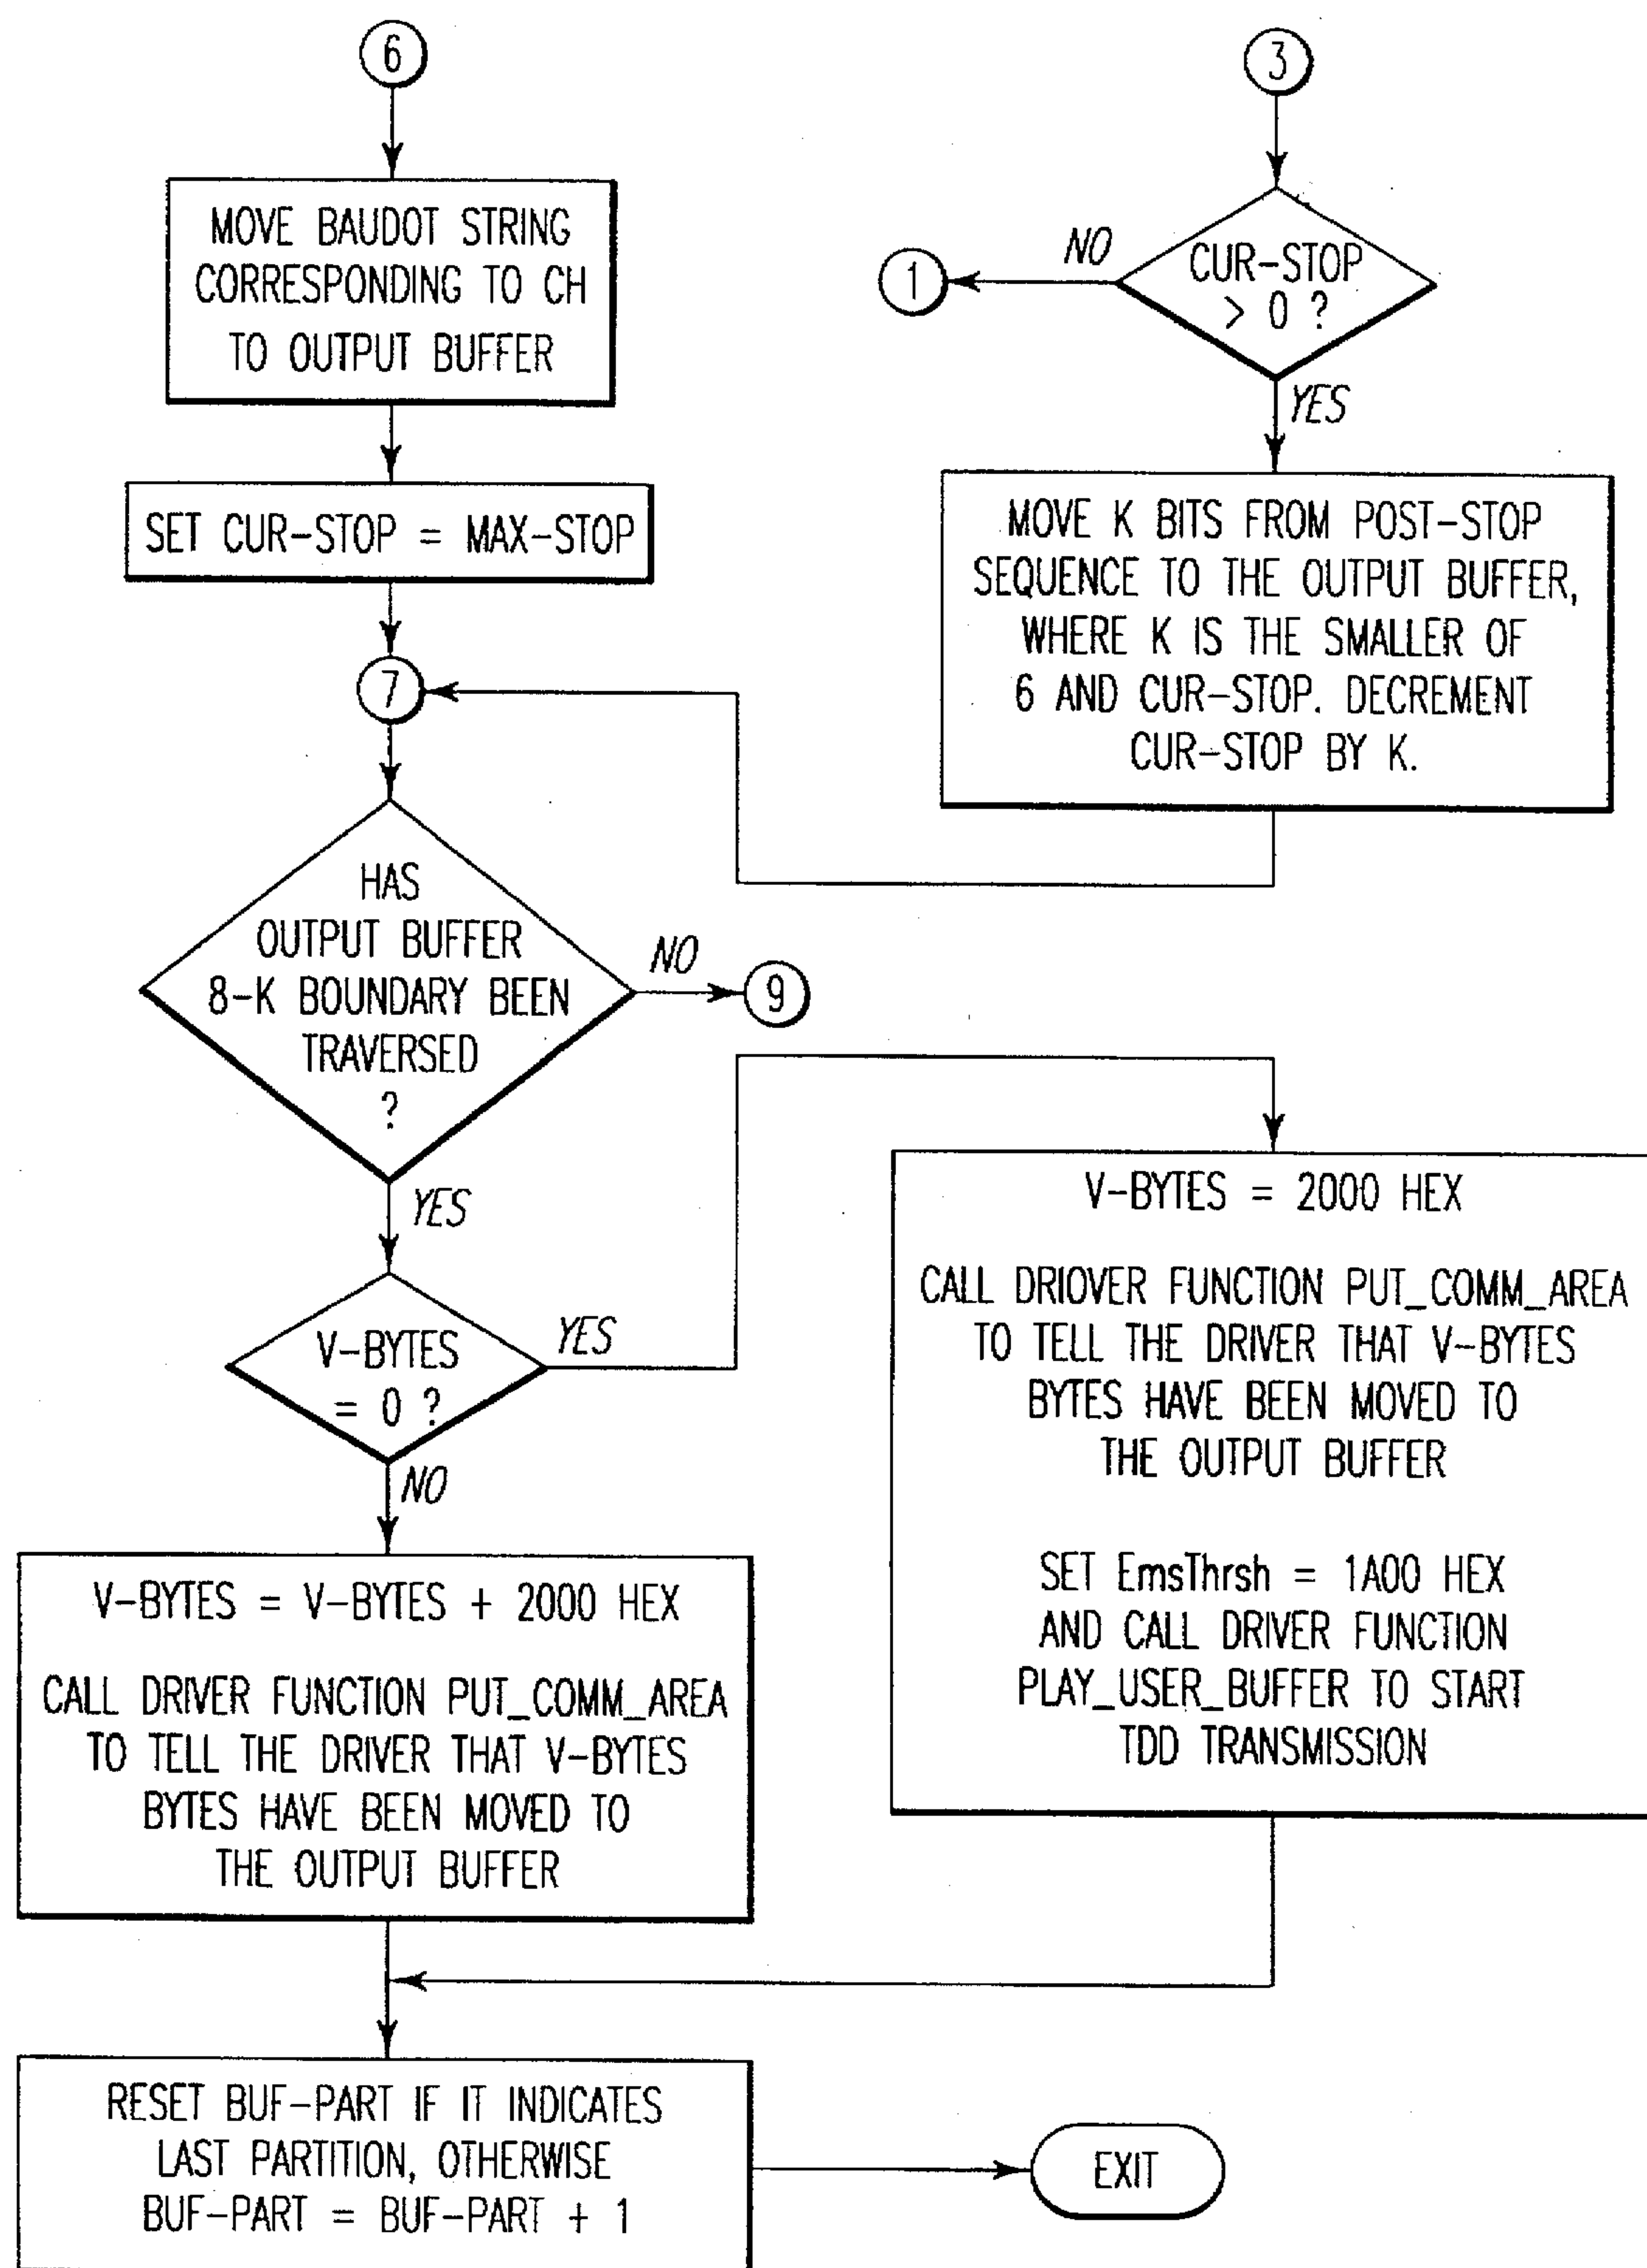 6
MOVE BAUDOT STRING
CORRESPONDING TO CH
TO OUTPUT BUFFER
SET CUR-STOP = MAX-STOP
7
HAS
OUTPUT BUFFER
8-K BOUNDARY BEEN
TRAVERSED
?
NO
9
YES
V-BYTES
= 0 ?
YES
NO
V-BYTES = V-BYTES + 2000 HEX
CALL DRIVER FUNCTION PUT_COMM_AREA
TO TELL THE DRIVER THAT V-BYTES
BYTES HAVE BEEN MOVED TO
THE OUTPUT BUFFER
RESET BUF-PART IF IT INDICATES
LAST PARTITION, OTHERWISE
BUF-PART = BUF-PART + 1
EXIT
3
CUR-STOP
> 0 ?
NO
1
YES
MOVE K BITS FROM POST-STOP
SEQUENCE TO THE OUTPUT BUFFER,
WHERE K IS THE SMALLER OF
6 AND CUR-STOP. DECREMENT
CUR-STOP BY K.
V-BYTES = 2000 HEX
CALL DRIOVER FUNCTION PUT_COMM_AREA
TO TELL THE DRIVER THAT V-BYTES
BYTES HAVE BEEN MOVED TO
THE OUTPUT BUFFER
SET EmsThrsh = 1A00 HEX
AND CALL DRIVER FUNCTION
PLAY_USER_BUFFER TO START
TDD TRANSMISSION